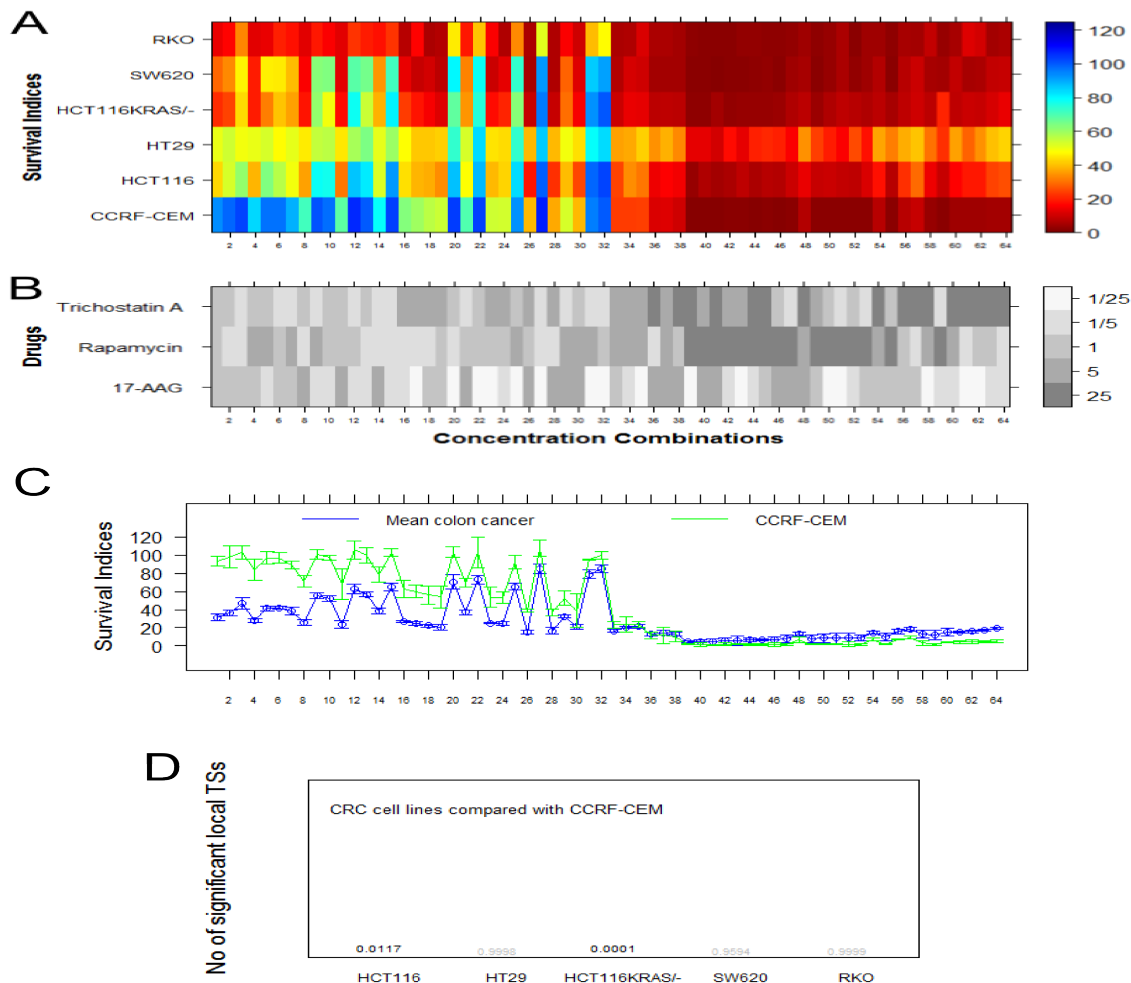 A
Survival Indices
RKO
SW620
HCT116KRAS/-
HT29
HCT116
CCRF-CEM
2 4 6 8 10 12 14 16 18 20 22 24 26 28 30 32 34 36 38 40 42 44 46 48 50 52 54 56 58 60 62 64
120
100
80
60
40
20
0
B
Drugs
Trichostatin A
Rapamycin
17-AAG
2 4 6 8 10 12 14 16 18 20 22 24 26 28 30 32 34 36 38 40 42 44 46 48 50 52 54 56 58 60 62 64
Concentration Combinations
1/25
1/5
1
5
25
C
Survival Indices
Mean colon cancer
CCRF-CEM
120
100
80
60
40
20
0
2 4 6 8 10 12 14 16 18 20 22 24 26 28 30 32 34 36 38 40 42 44 46 48 50 52 54 56 58 60 62 64
D
No of significant local TSs
CRC cell lines compared with CCRF-CEM
0.0117 0.9998 0.0001 0.9594 0.9999
HCT116 HT29 HCT116KRAS/- SW620 RKO